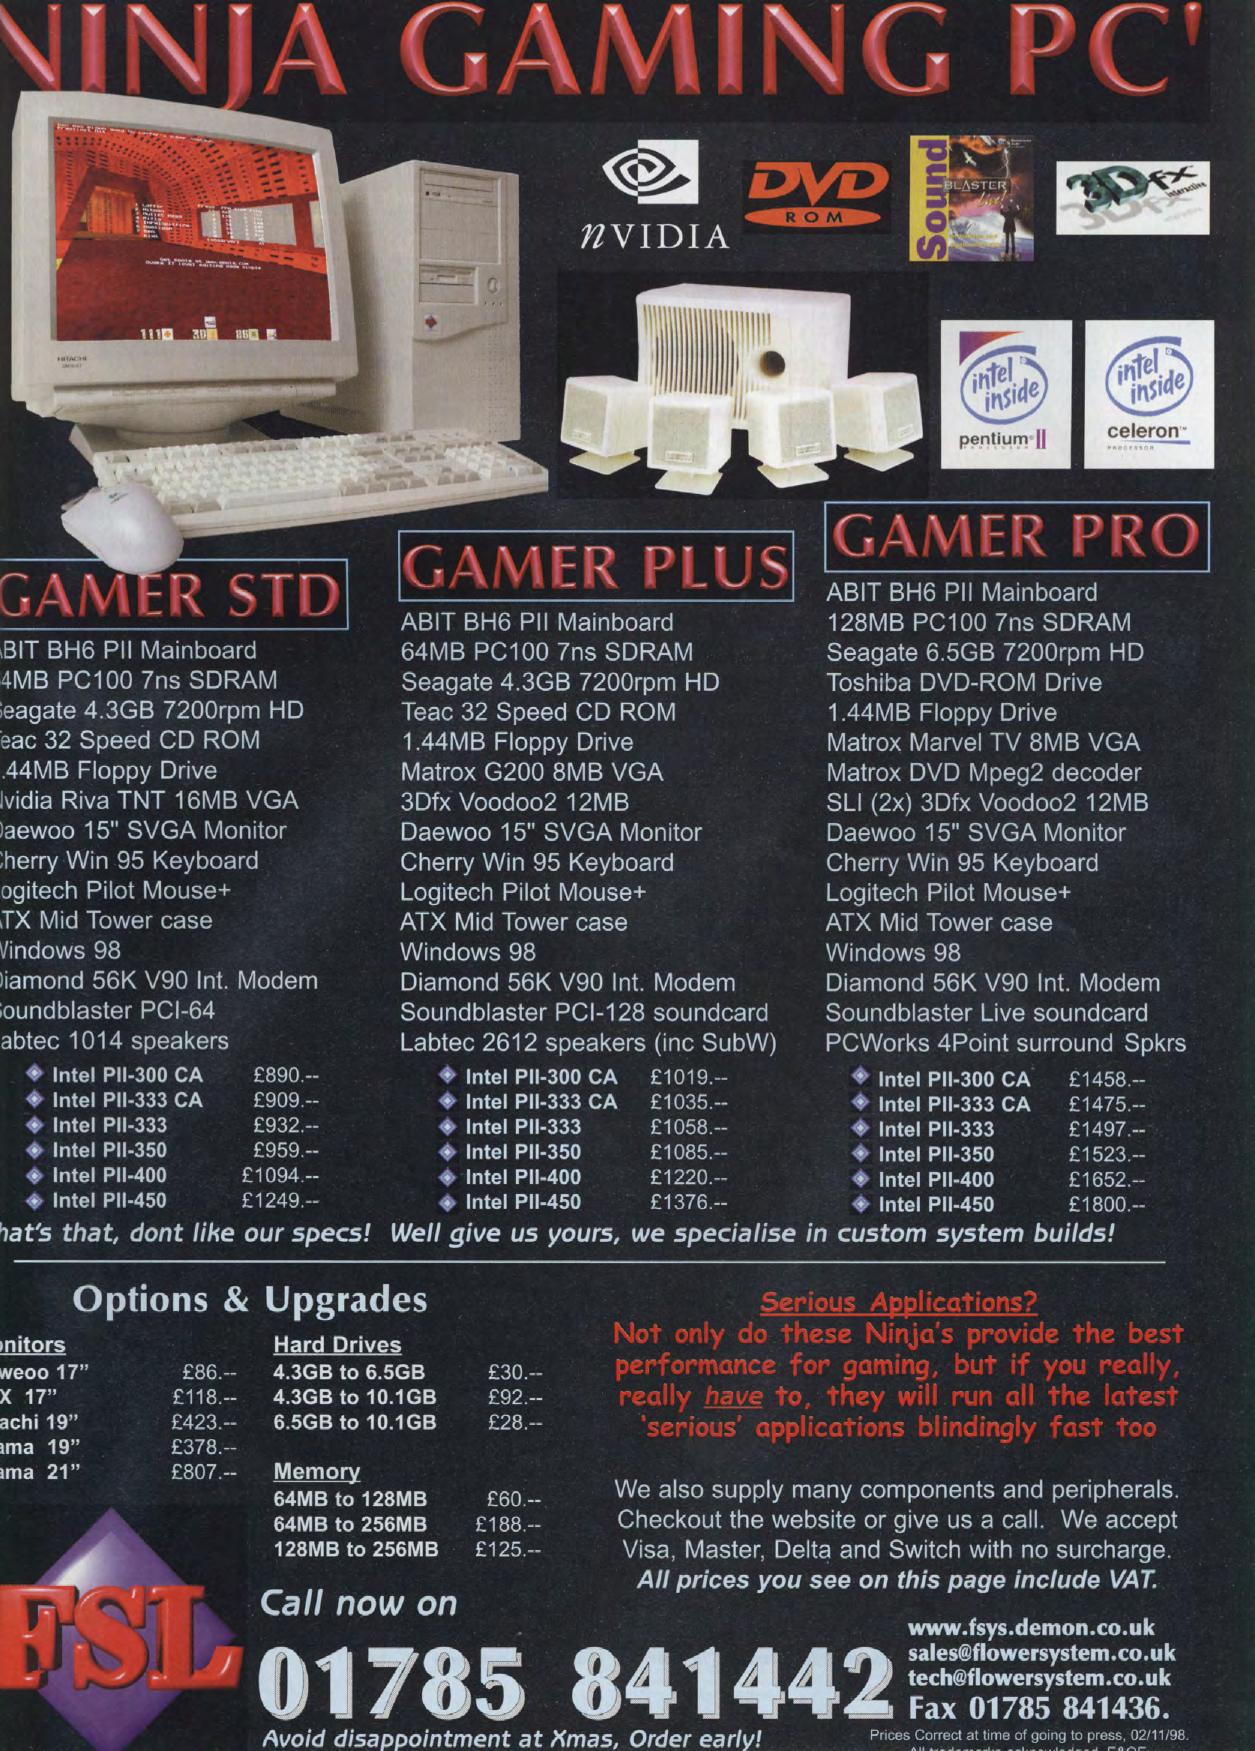 NINJA GAMING PC'
nVIDIA
DVD
ROM
Sound
BLASTER
Live!
3Dfx
interactive
HITACHI
intel
inside
pentium® II
PROCESSOR
intel
inside
celeron™
PROCESSOR
GAMER STD
ABIT BH6 PII Mainboard
4MB PC100 7ns SDRAM
Seagate 4.3GB 7200rpm HD
Teac 32 Speed CD ROM
.44MB Floppy Drive
Nvidia Riva TNT 16MB VGA
Daewoo 15" SVGA Monitor
Cherry Win 95 Keyboard
Logitech Pilot Mouse+
ATX Mid Tower case
Windows 98
Diamond 56K V90 Int. Modem
Soundblaster PCI-64
Labtec 1014 speakers
Intel PII-300 CA £890.--
Intel PII-333 CA £909.--
Intel PII-333 £932.--
Intel PII-350 £959.--
Intel PII-400 £1094.--
Intel PII-450 £1249.--
GAMER PLUS
ABIT BH6 PII Mainboard
64MB PC100 7ns SDRAM
Seagate 4.3GB 7200rpm HD
Teac 32 Speed CD ROM
1.44MB Floppy Drive
Matrox G200 8MB VGA
3Dfx Voodoo2 12MB
Daewoo 15" SVGA Monitor
Cherry Win 95 Keyboard
Logitech Pilot Mouse+
ATX Mid Tower case
Windows 98
Diamond 56K V90 Int. Modem
Soundblaster PCI-128 soundcard
Labtec 2612 speakers (inc SubW)
Intel PII-300 CA £1019.--
Intel PII-333 CA £1035.--
Intel PII-333 £1058.--
Intel PII-350 £1085.--
Intel PII-400 £1220.--
Intel PII-450 £1376.--
GAMER PRO
ABIT BH6 PII Mainboard
128MB PC100 7ns SDRAM
Seagate 6.5GB 7200rpm HD
Toshiba DVD-ROM Drive
1.44MB Floppy Drive
Matrox Marvel TV 8MB VGA
Matrox DVD Mpeg2 decoder
SLI (2x) 3Dfx Voodoo2 12MB
Daewoo 15" SVGA Monitor
Cherry Win 95 Keyboard
Logitech Pilot Mouse+
ATX Mid Tower case
Windows 98
Diamond 56K V90 Int. Modem
Soundblaster Live soundcard
PCWorks 4Point surround Spkrs
Intel PII-300 CA £1458.--
Intel PII-333 CA £1475.--
Intel PII-333 £1497.--
Intel PII-350 £1523.--
Intel PII-400 £1652.--
Intel PII-450 £1800.--
hat's that, dont like our specs! Well give us yours, we specialise in custom system builds!
Options & Upgrades
onitors
weoo 17" £86.--
X 17" £118.--
achi 19" £423.--
ama 19" £378.--
ama 21" £807.--
Hard Drives
4.3GB to 6.5GB £30.--
4.3GB to 10.1GB £92.--
6.5GB to 10.1GB £28.--
Memory
64MB to 128MB £60.--
64MB to 256MB £188.--
128MB to 256MB £125.--
Serious Applications?
Not only do these Ninja's provide the best
performance for gaming, but if you really,
really have to, they will run all the latest
'serious' applications blindingly fast too
We also supply many components and peripherals.
Checkout the website or give us a call. We accept
Visa, Master, Delta and Switch with no surcharge.
All prices you see on this page include VAT.
FSL
Call now on
01785 841442
Avoid disappointment at Xmas, Order early!
www.fsys.demon.co.uk
sales@flowersystem.co.uk
tech@flowersystem.co.uk
Fax 01785 841436.
Prices Correct at time of going to press, 02/11/98.
All trademarks acknowledged. E&OE